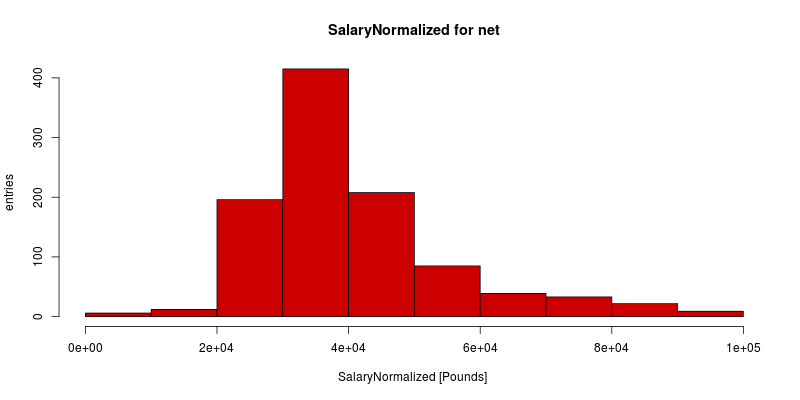 SalaryNormalized for net
400
300
200
100
0
entries
0e+00 2e+04 4e+04 6e+04 8e+04 1e+05
SalaryNormalized [Pounds]